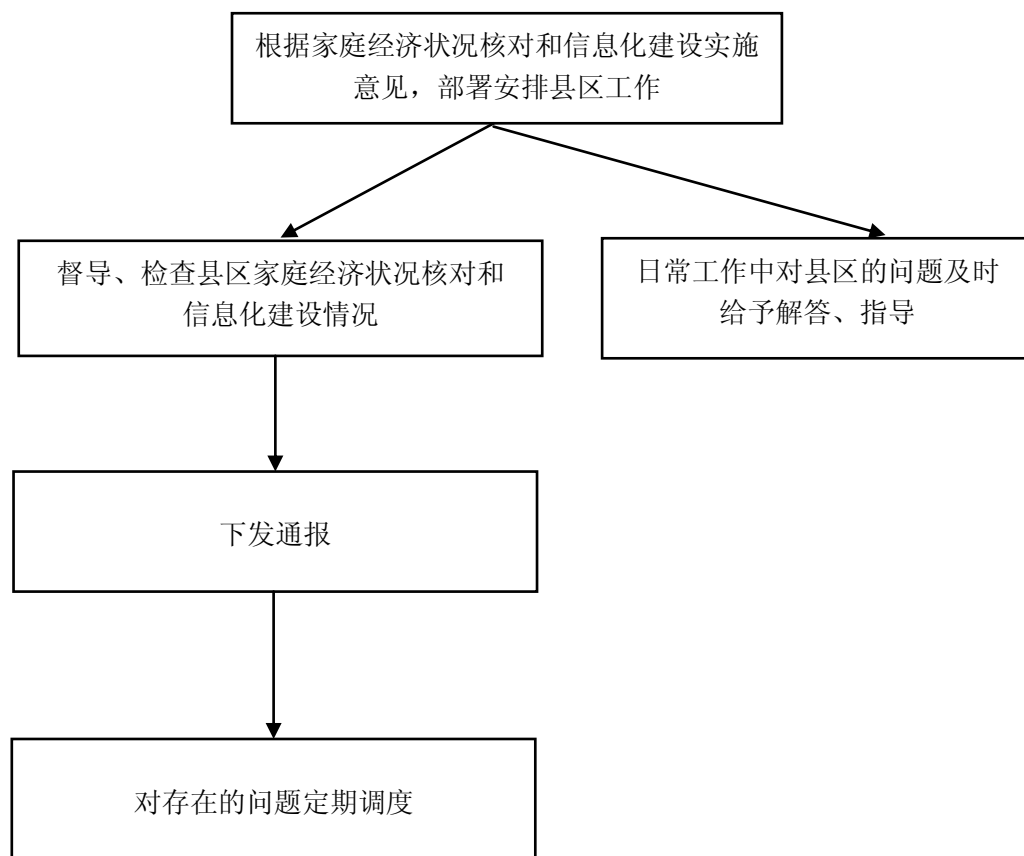 根据家庭经济状况核对和信息化建设实施
意见，部署安排县区工作
督导、检查县区家庭经济状况核对和
信息化建设情况
日常工作中对县区的问题及时
给予解答、指导
下发通报
对存在的问题定期调度